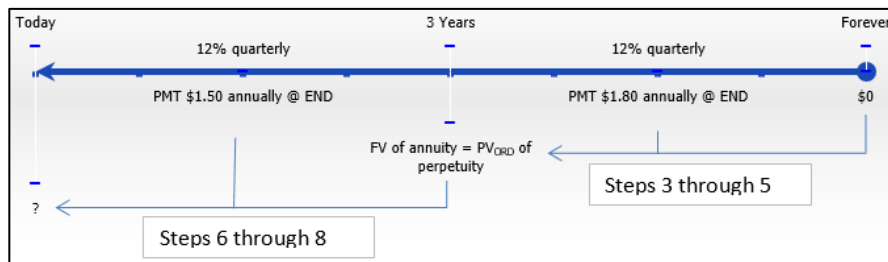 Today 3 Years Forever
12% quarterly 12% quarterly
PMT $1.50 annually @ END PMT $1.80 annually @ END $0
FV of annuity = PVORD of
perpetuity
Steps 3 through 5
?
Steps 6 through 8